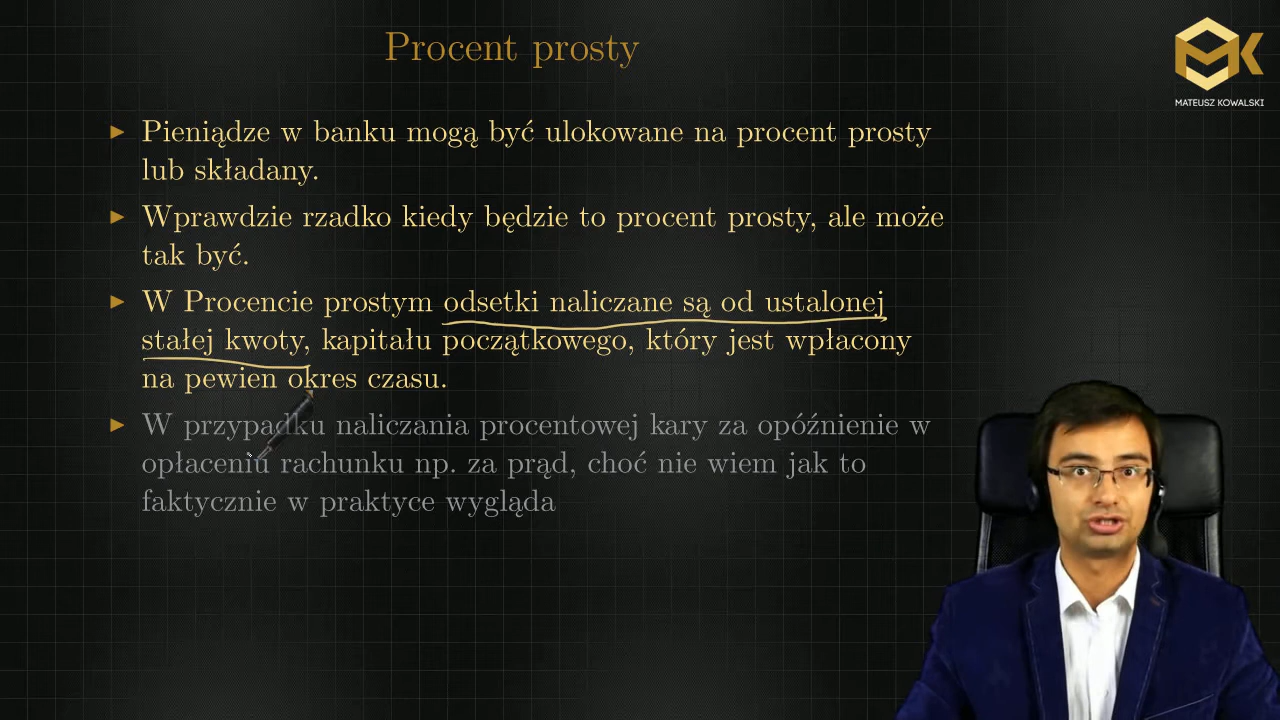 Procent prosty
MATEUSZ KOWALSKI
Pieniądze w banku mogą być ulokowane na procent prosty
lub składany.
Wprawdzie rzadko kiedy będzie to procent prosty, ale może
tak być.
W Procencie prostym odsetki naliczane są od ustalonej
stałej kwoty, kapitału początkowego, który jest wpłacony
na pewien okres czasu.
W przypadku naliczania procentowej kary za opóźnienie w
opłaceniu rachunku np. za prąd, choć nie wiem jak to
faktycznie w praktyce wygląda